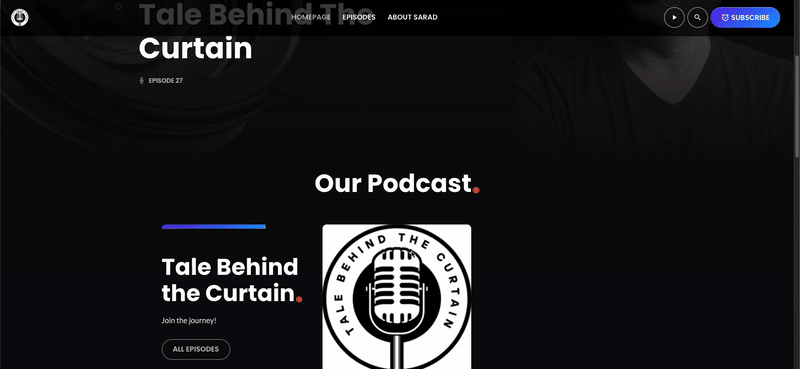 Tale Behind The
HOMEPAGE EPISODES ABOUT SARAD SUBSCRIBE
Curtain
EPISODE 27
Our Podcast.
Tale Behind
the Curtain.
Join the journey!
ALL EPISODES
TALE BEHIND THE CURTAIN